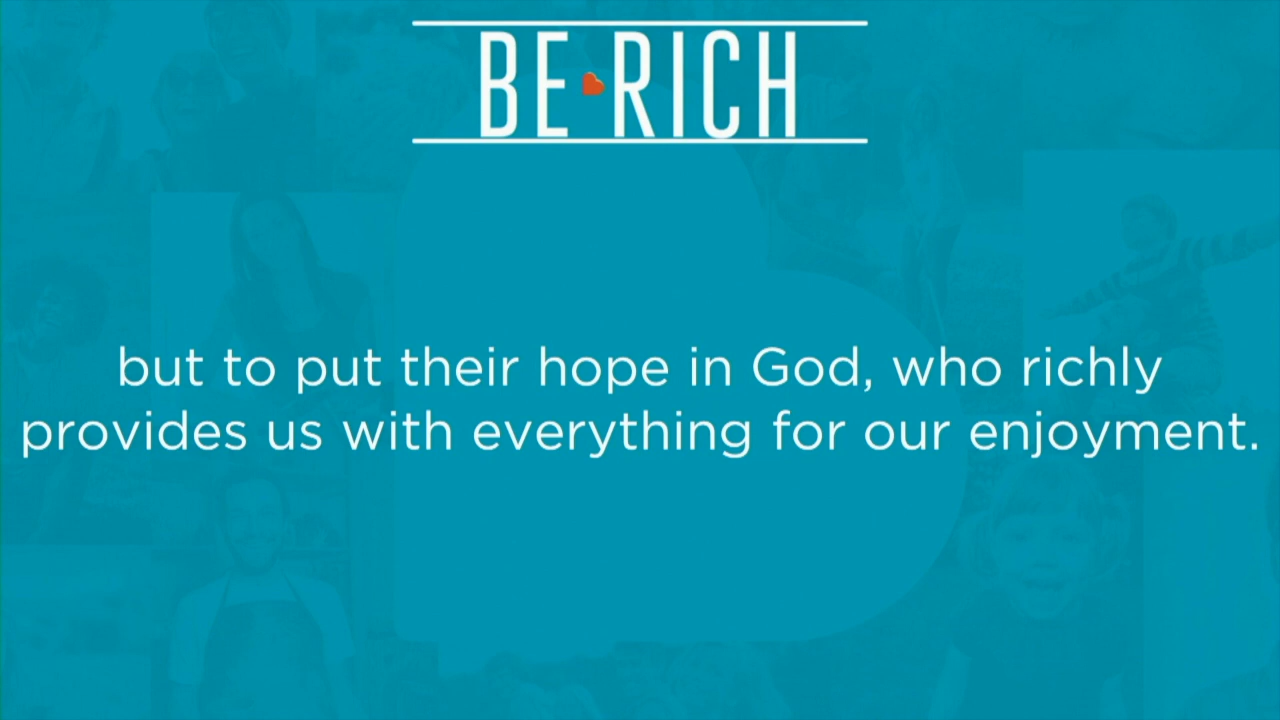 BE RICH
but to put their hope in God, who richly
provides us with everything for our enjoyment.